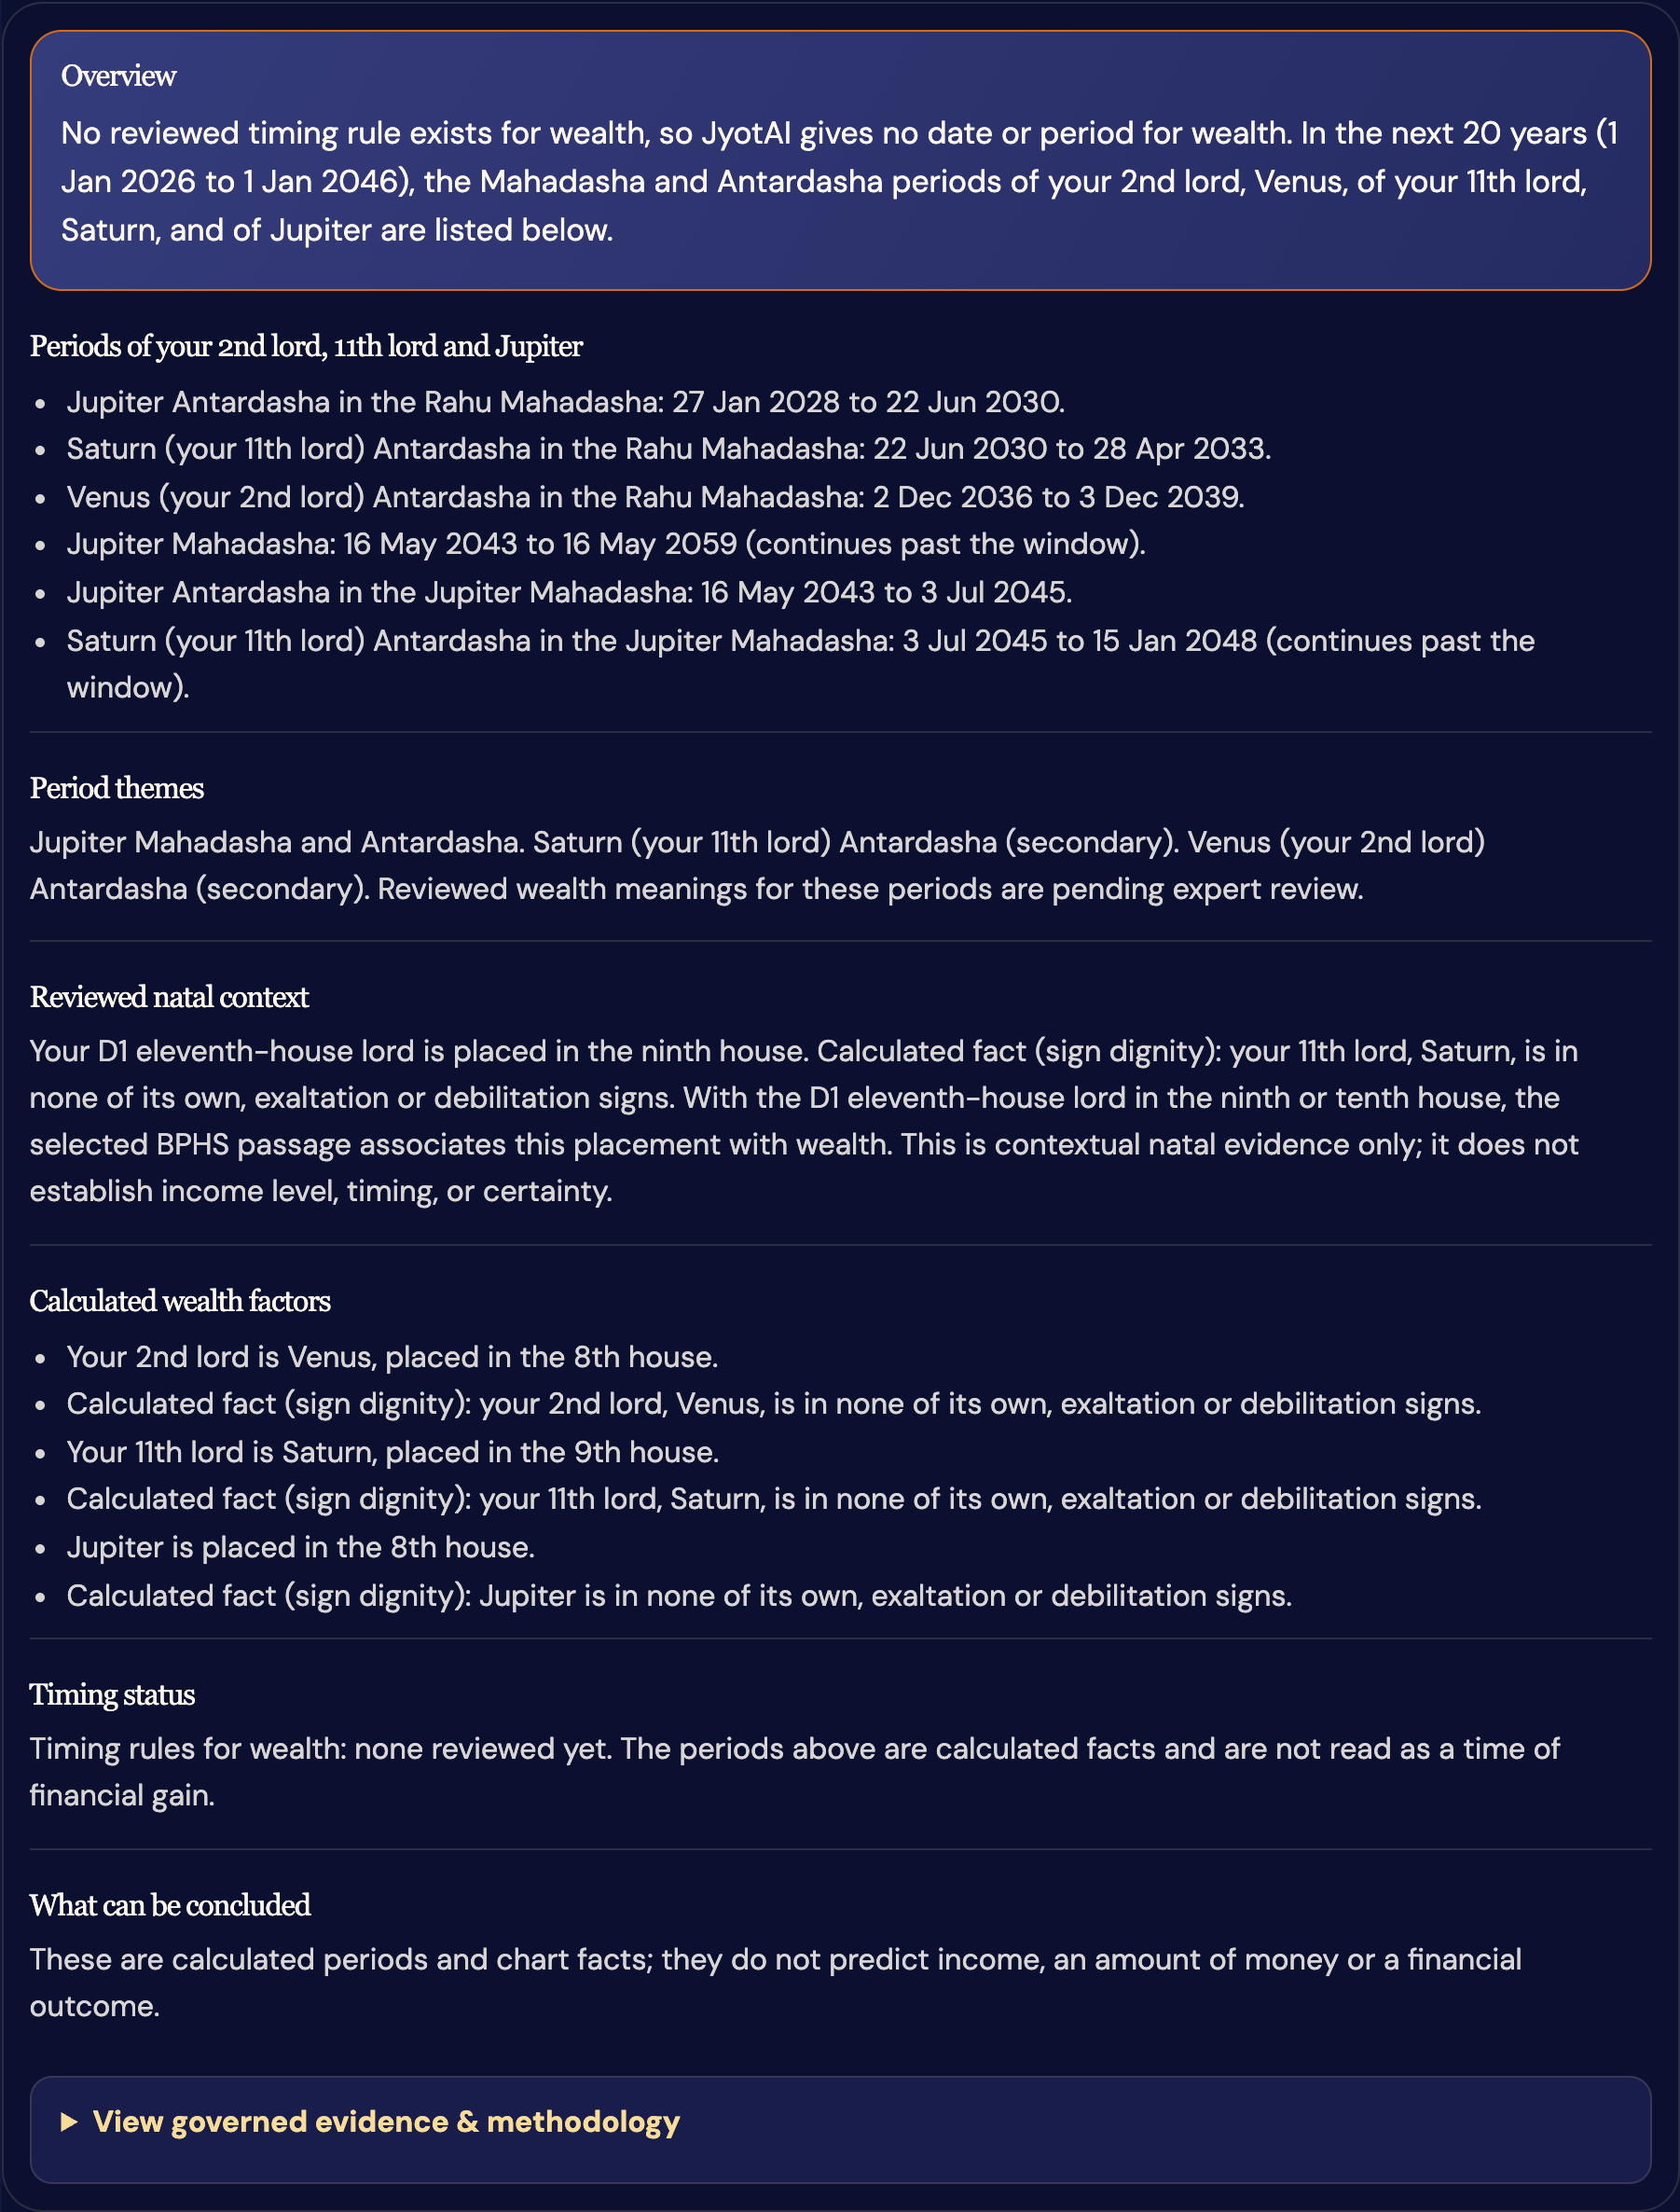 Overview
No reviewed timing rule exists for wealth, so JyotAI gives no date or period for wealth. In the next 20 years (1
Jan 2026 to 1 Jan 2046), the Mahadasha and Antardasha periods of your 2nd lord, Venus, of your 11th lord,
Saturn, and of Jupiter are listed below.
Periods of your 2nd lord, 11th lord and Jupiter
• Jupiter Antardasha in the Rahu Mahadasha: 27 Jan 2028 to 22 Jun 2030.
• Saturn (your 11th lord) Antardasha in the Rahu Mahadasha: 22 Jun 2030 to 28 Apr 2033.
• Venus (your 2nd lord) Antardasha in the Rahu Mahadasha: 2 Dec 2036 to 3 Dec 2039.
• Jupiter Mahadasha: 16 May 2043 to 16 May 2059 (continues past the window).
• Jupiter Antardasha in the Jupiter Mahadasha: 16 May 2043 to 3 Jul 2045.
• Saturn (your 11th lord) Antardasha in the Jupiter Mahadasha: 3 Jul 2045 to 15 Jan 2048 (continues past the
window).
Period themes
Jupiter Mahadasha and Antardasha. Saturn (your 11th lord) Antardasha (secondary). Venus (your 2nd lord)
Antardasha (secondary). Reviewed wealth meanings for these periods are pending expert review.
Reviewed natal context
Your D1 eleventh-house lord is placed in the ninth house. Calculated fact (sign dignity): your 11th lord, Saturn, is in
none of its own, exaltation or debilitation signs. With the D1 eleventh-house lord in the ninth or tenth house, the
selected BPHS passage associates this placement with wealth. This is contextual natal evidence only; it does not
establish income level, timing, or certainty.
Calculated wealth factors
• Your 2nd lord is Venus, placed in the 8th house.
• Calculated fact (sign dignity): your 2nd lord, Venus, is in none of its own, exaltation or debilitation signs.
• Your 11th lord is Saturn, placed in the 9th house.
• Calculated fact (sign dignity): your 11th lord, Saturn, is in none of its own, exaltation or debilitation signs.
• Jupiter is placed in the 8th house.
• Calculated fact (sign dignity): Jupiter is in none of its own, exaltation or debilitation signs.
Timing status
Timing rules for wealth: none reviewed yet. The periods above are calculated facts and are not read as a time of
financial gain.
What can be concluded
These are calculated periods and chart facts; they do not predict income, an amount of money or a financial
outcome.
▶ View governed evidence & methodology